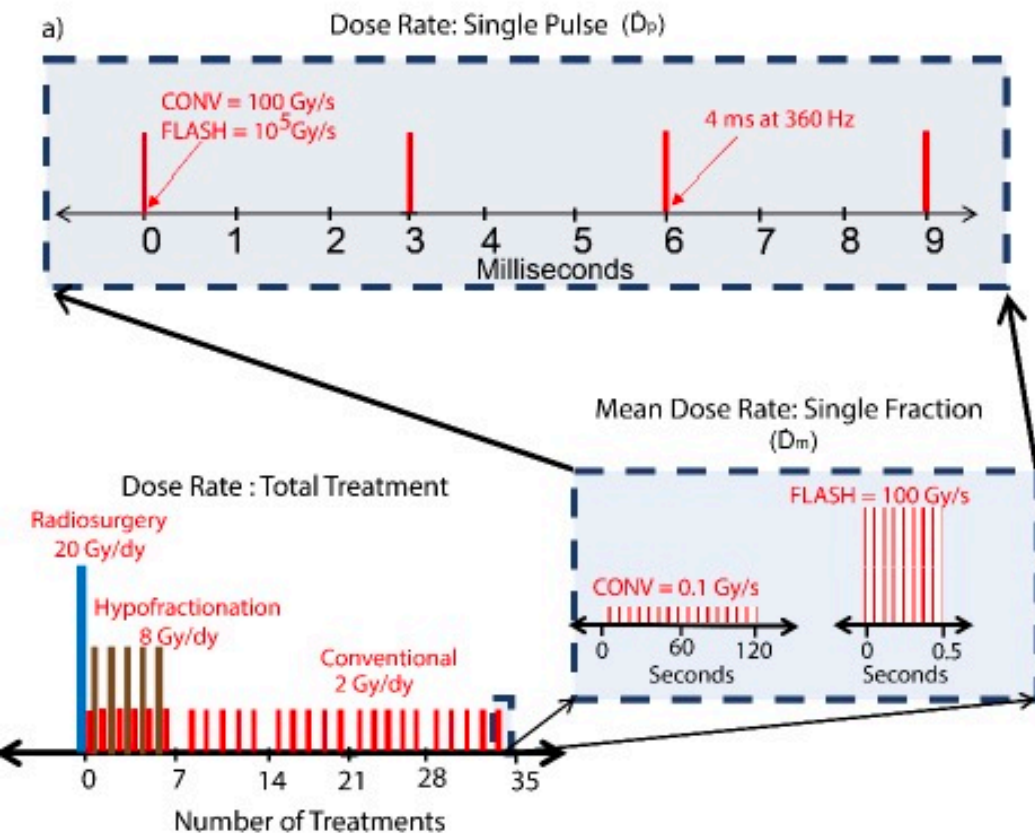 a)
Dose Rate: Single Pulse (Ḋₚ)
CONV = 100 Gy/s
FLASH = 10⁵Gy/s
4 ms at 360 Hz
0 1 2 3 4 5 6 7 8 9
Milliseconds
Mean Dose Rate: Single Fraction
(Ḋₘ)
Dose Rate : Total Treatment
Radiosurgery
20 Gy/dy
Hypofractionation
8 Gy/dy
Conventional
2 Gy/dy
0 7 14 21 28 35
Number of Treatments
CONV = 0.1 Gy/s
0 60 120
Seconds
FLASH = 100 Gy/s
0 0.5
Seconds